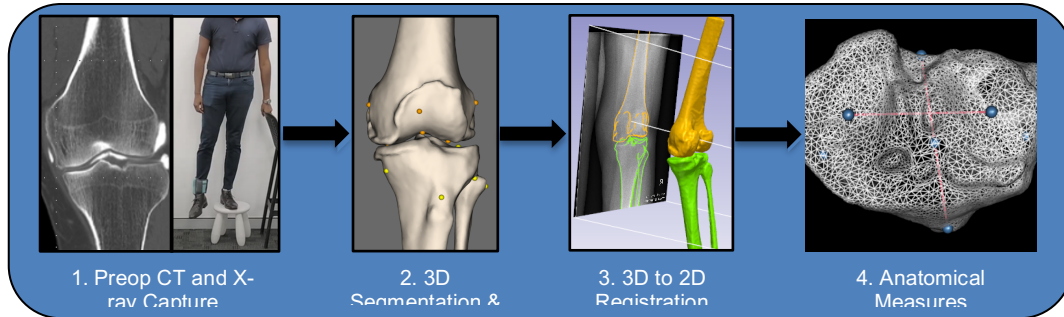 1. Preop CT and X-
ray Capture
2. 3D
Segmentation &
3. 3D to 2D
Registration
4. Anatomical
Measures